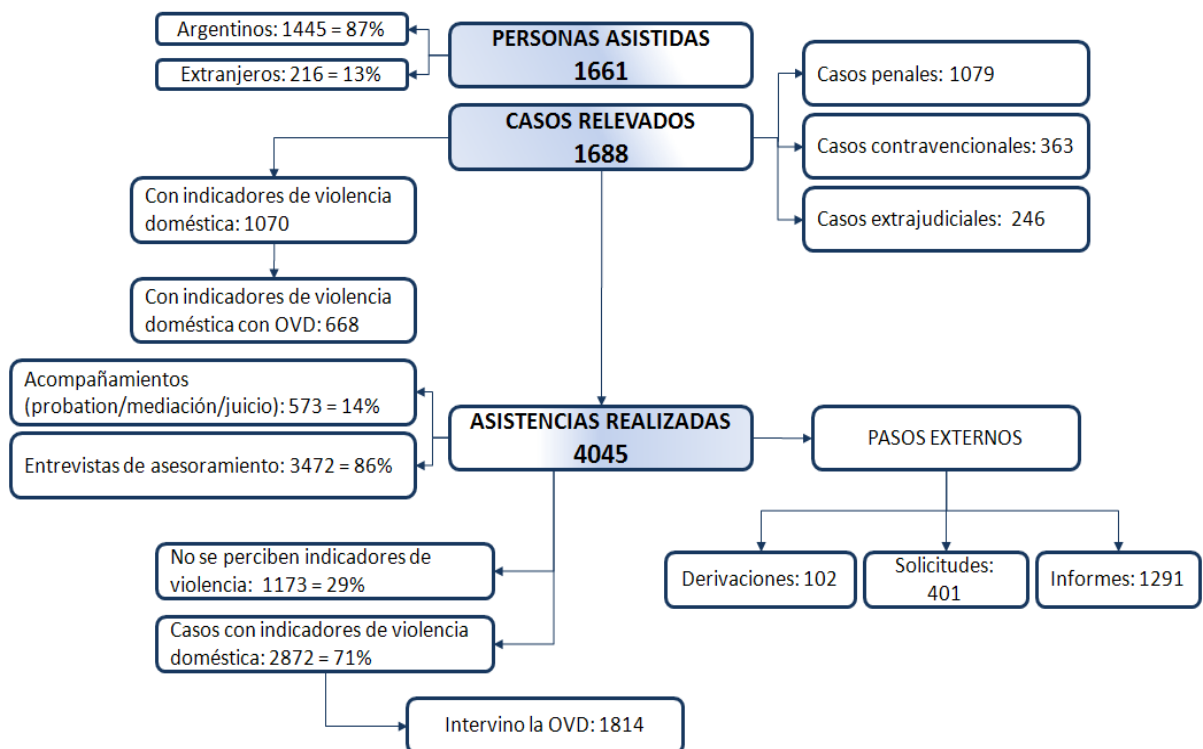 Argentinos: 1445 = 87%
Extranjeros: 216 = 13%
PERSONAS ASISTIDAS
1661
CASOS RELEVADOS
1688
Casos penales: 1079
Casos contravencionales: 363
Casos extrajudiciales: 246
Con indicadores de violencia
doméstica: 1070
Con indicadores de violencia
doméstica con OVD: 668
Acompañamientos
(probation/mediación/juicio): 573 = 14%
Entrevistas de asesoramiento: 3472 = 86%
ASISTENCIAS REALIZADAS
4045
PASOS EXTERNOS
Derivaciones: 102
Solicitudes:
401
Informes: 1291
No se perciben indicadores de
violencia: 1173 = 29%
Casos con indicadores de violencia
doméstica: 2872 = 71%
Intervino la OVD: 1814